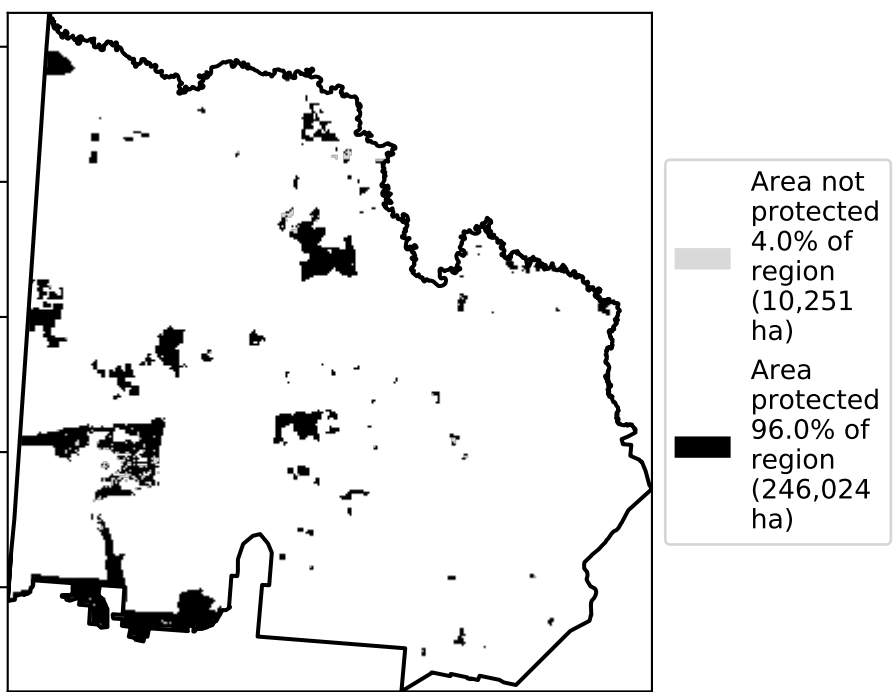 Area not
protected
4.0% of
region
(10,251
ha)
Area
protected
96.0% of
region
(246,024
ha)